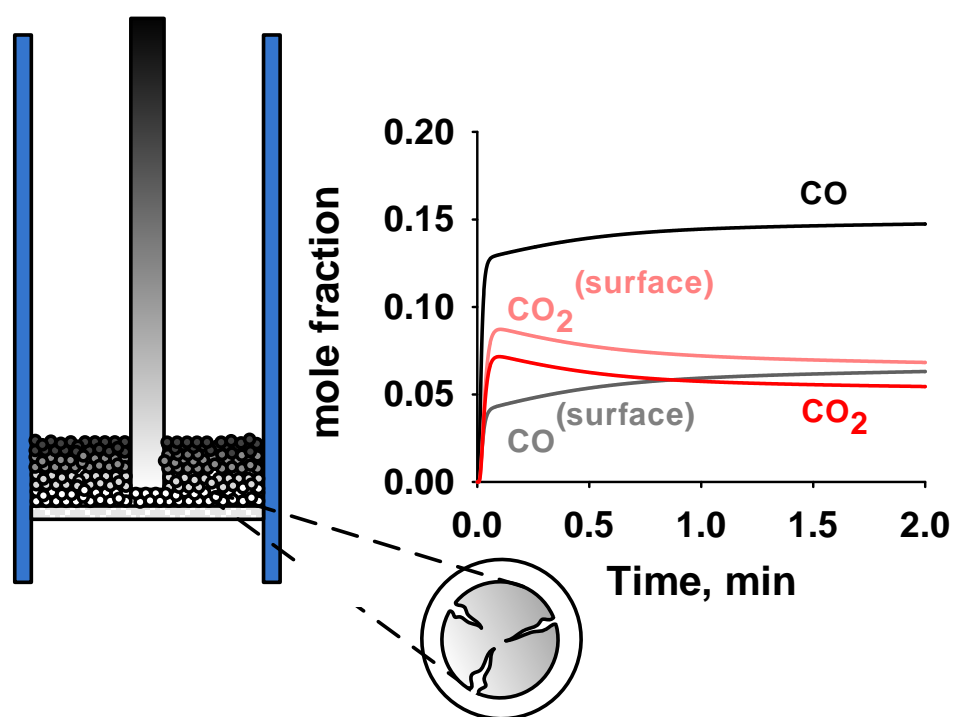 0.20
0.15
0.10
0.05
0.00
mole fraction
CO
(surface)
CO2
(surface)
CO
CO2
0.0 0.5 1.0 1.5 2.0
Time, min